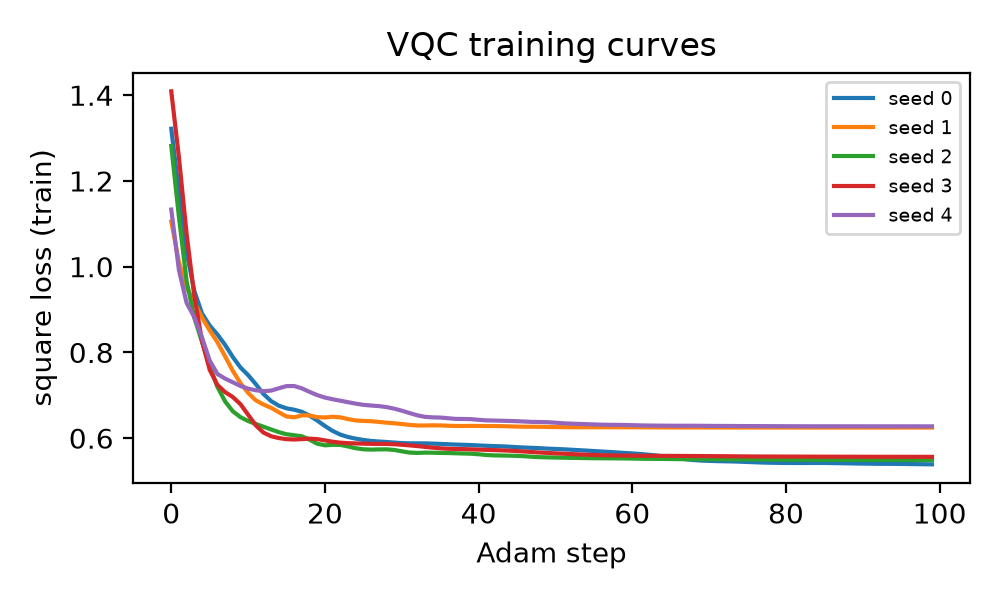 VQC training curves
square loss (train)
1.4
1.2
1.0
0.8
0.6
seed 0
seed 1
seed 2
seed 3
seed 4
0 20 40 60 80 100
Adam step